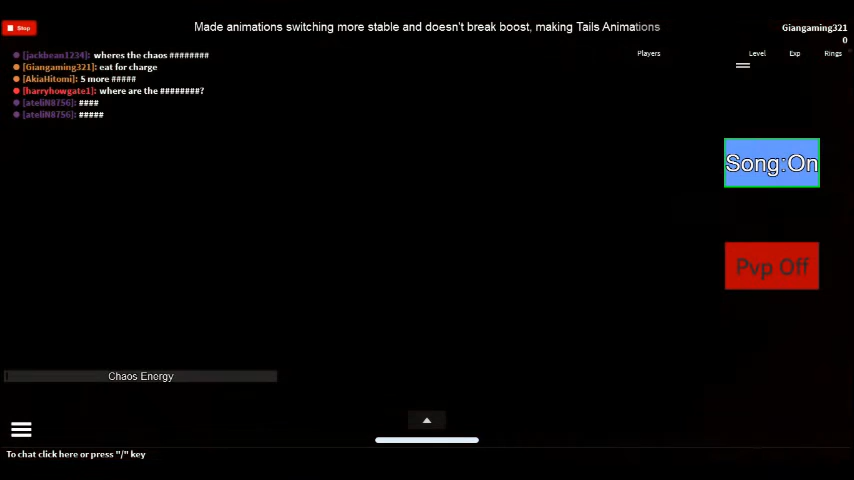 Stop
Made animations switching more stable and doesn't break boost, making Tails Animations
Giangaming321
0
Players Level Exp Rings
[jackbean1234]: wheres the chaos ########
[Giangaming321]: eat for charge
[AkiaHitomi]: 5 more #####
[harryhowgate1]: where are the ########?
[ateliN8756]: ####
[ateliN8756]: #####
Song:On
Pvp Off
Chaos Energy
To chat click here or press "/" key